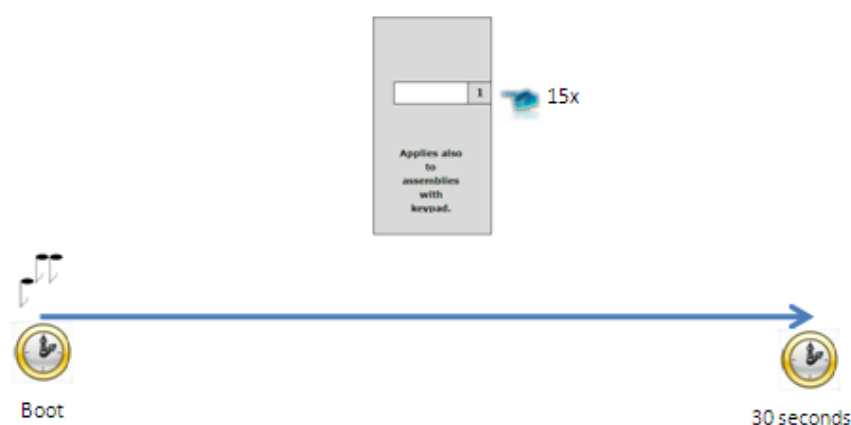 1
15x
Applies also
to
assemblies
with
keypad.
Boot
30 seconds